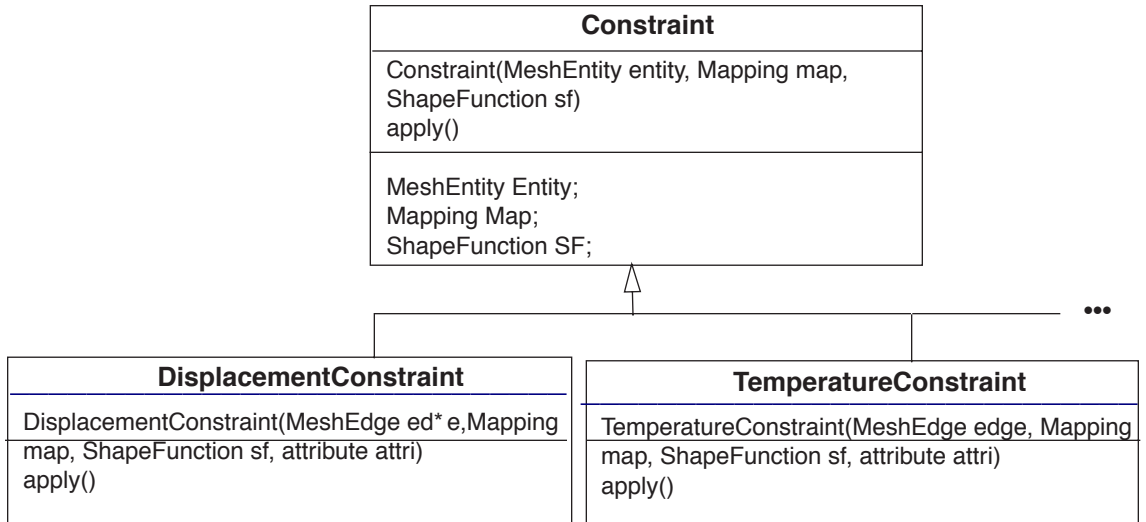 Constraint
Constraint(MeshEntity entity, Mapping map,
ShapeFunction sf)
apply()
MeshEntity Entity;
Mapping Map;
ShapeFunction SF;
•••
DisplacementConstraint
DisplacementConstraint(MeshEdge ed* e,Mapping
map, ShapeFunction sf, attribute attri)
apply()
TemperatureConstraint
TemperatureConstraint(MeshEdge edge, Mapping
map, ShapeFunction sf, attribute attri)
apply()